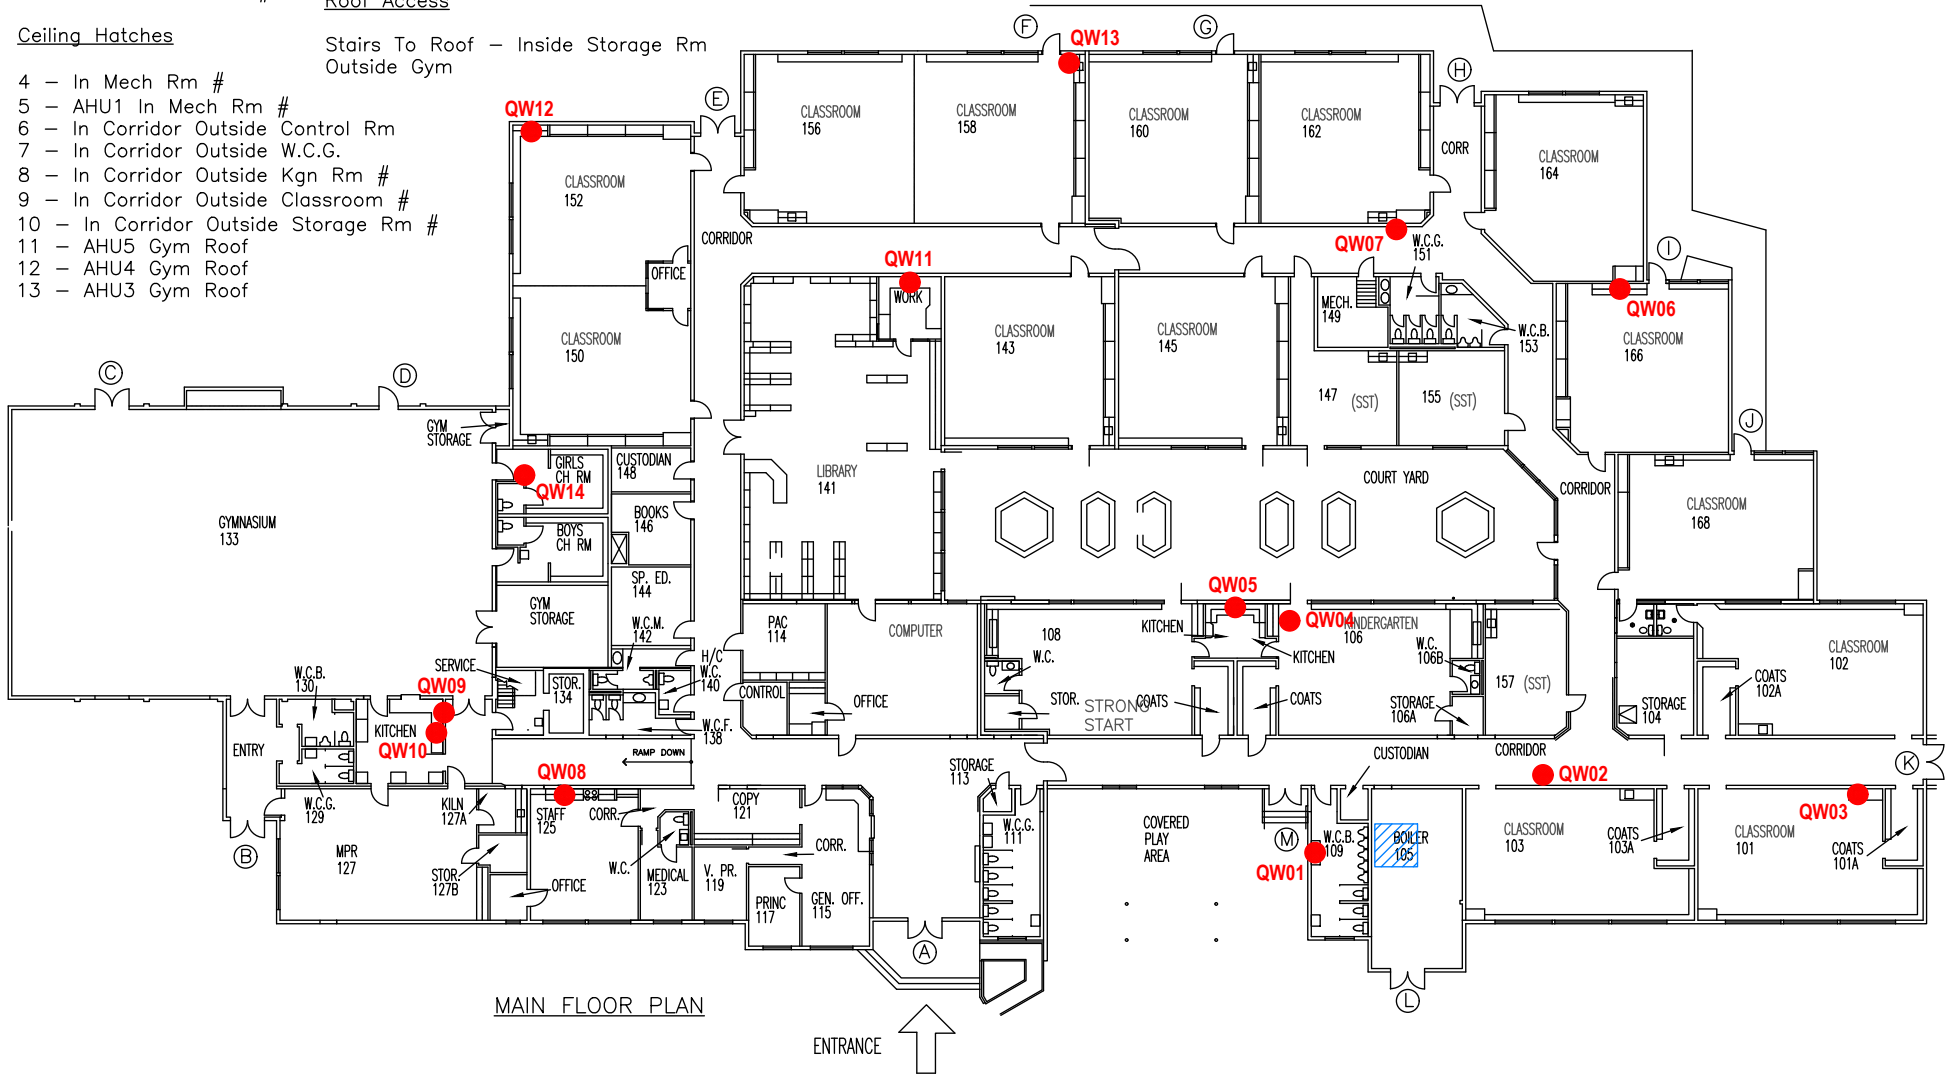 #
Roof Access
Ceiling Hatches
Stairs To Roof – Inside Storage Rm
Outside Gym
4 – In Mech Rm #
5 – AHU1 In Mech Rm #
6 – In Corridor Outside Control Rm
7 – In Corridor Outside W.C.G.
8 – In Corridor Outside Kgn Rm #
9 – In Corridor Outside Classroom #
10 – In Corridor Outside Storage Rm #
11 – AHU5 Gym Roof
12 – AHU4 Gym Roof
13 – AHU3 Gym Roof
F
QW13
G
H
E
QW12
CLASSROOM
156
CLASSROOM
158
CLASSROOM
160
CLASSROOM
162
CORR
CLASSROOM
164
CLASSROOM
152
CORRIDOR
QW07
W.C.G.
151
I
OFFICE
QW11
WORK
MECH.
149
QW06
CLASSROOM
150
CLASSROOM
143
CLASSROOM
145
W.C.B.
153
CLASSROOM
166
C
D
147 (SST)
155 (SST)
J
GYM
STORAGE
GIRLS
CH RM
QW14
CUSTODIAN
148
LIBRARY
141
COURT YARD
CORRIDOR
CLASSROOM
168
GYMNASIUM
133
BOOKS
146
BOYS
CH RM
SP. ED.
144
GYM
STORAGE
W.C.M.
142
PAC
114
COMPUTER
108
W.C.
KITCHEN
QW05
QW04
KINDERGARTEN
106
KITCHEN
W.C.
106B
157 (SST)
CLASSROOM
102
SERVICE
W.C.B.
130
QW09
STOR.
134
H/C
W.C.
140
CONTROL
OFFICE
STOR.
STRONG
START
COATS
COATS
STORAGE
106A
STORAGE
104
COATS
102A
ENTRY
KITCHEN
QW10
W.C.F.
138
RAMP DOWN
CUSTODIAN
CORRIDOR
K
W.C.G.
129
QW08
STORAGE
113
QW02
QW03
B
KILN
127A
STAFF
125
CORR.
COPY
121
MPR
127
STOR.
127B
OFFICE
W.C.
MEDICAL
123
V. PR.
119
CORR.
PRINC
117
GEN. OFF.
115
W.C.G.
111
COVERED
PLAY
AREA
M
QW01
W.C.B.
109
BOILER
105
CLASSROOM
103
COATS
103A
CLASSROOM
101
COATS
101A
A
L
MAIN FLOOR PLAN
ENTRANCE